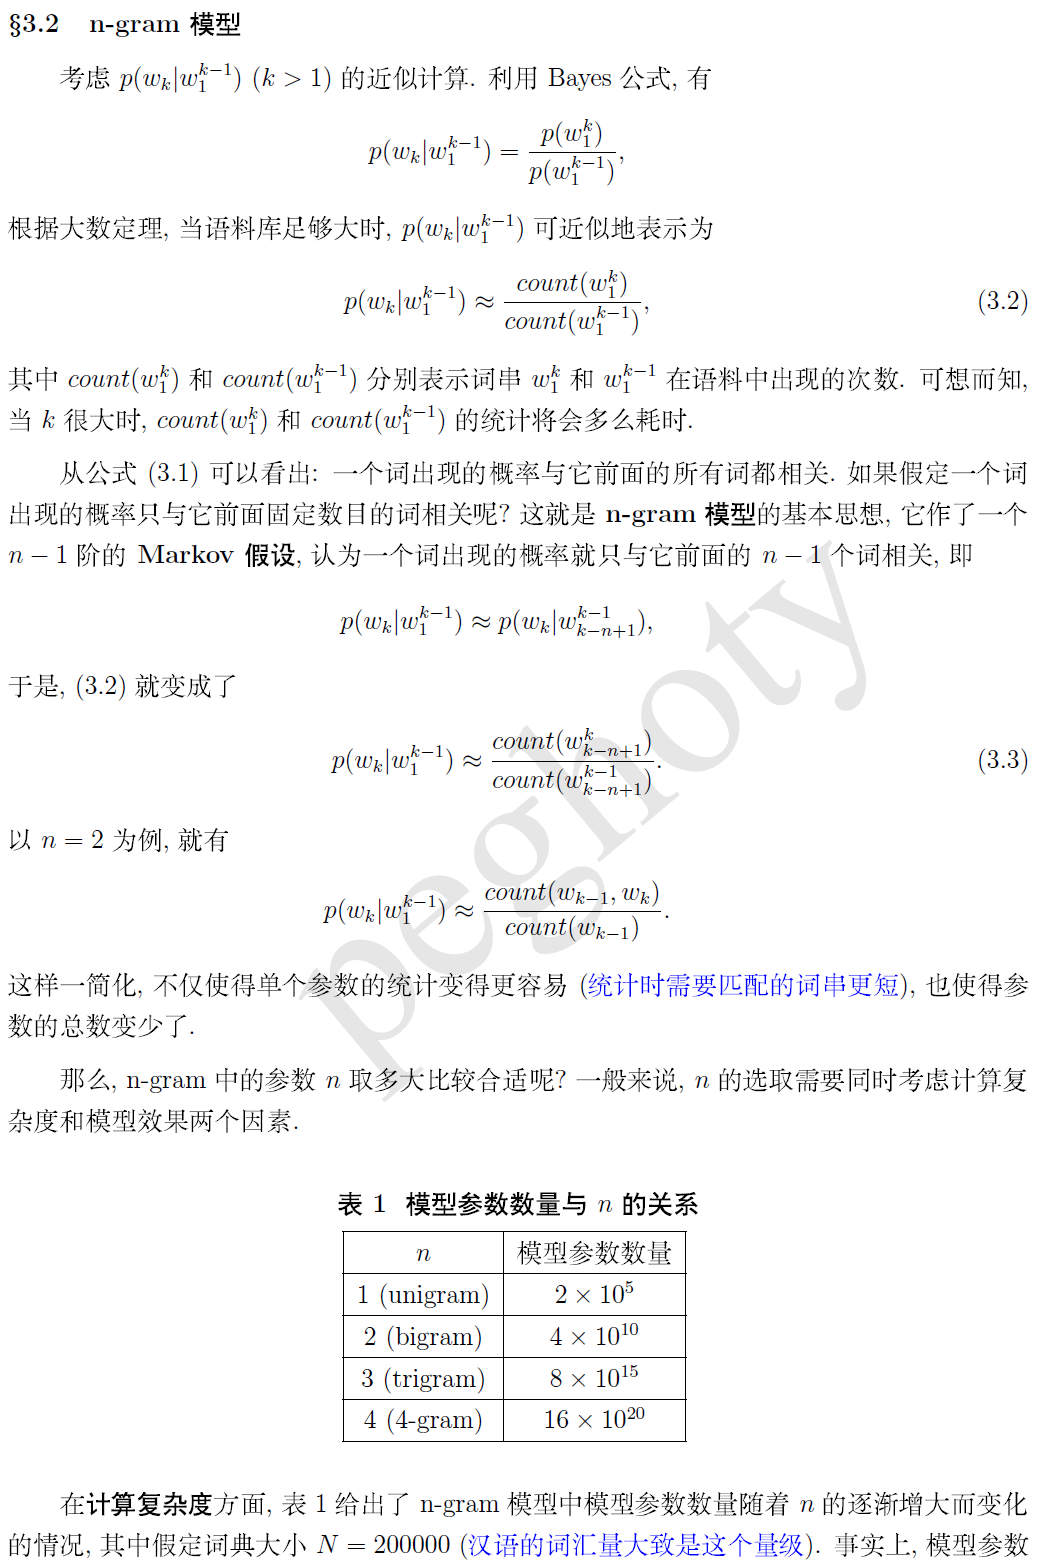 §3.2 n-gram 模型
考虑 p(w_k|w_1^{k−1}) (k > 1) 的近似计算. 利用 Bayes 公式, 有
p(w_k|w_1^{k−1}) = \frac{p(w_1^k)}{p(w_1^{k−1})},
根据大数定理, 当语料库足够大时, p(w_k|w_1^{k−1}) 可近似地表示为
p(w_k|w_1^{k−1}) ≈ \frac{count(w_1^k)}{count(w_1^{k−1})}, (3.2)
其中 count(w_1^k) 和 count(w_1^{k−1}) 分别表示词串 w_1^k 和 w_1^{k−1} 在语料中出现的次数. 可想而知,
当 k 很大时, count(w_1^k) 和 count(w_1^{k−1}) 的统计将会多么耗时.
从公式 (3.1) 可以看出: 一个词出现的概率与它前面的所有词都相关. 如果假定一个词
出现的概率只与它前面固定数目的词相关呢? 这就是 n-gram 模型的基本思想, 它作了一个
n − 1 阶的 Markov 假设, 认为一个词出现的概率就只与它前面的 n − 1 个词相关, 即
p(w_k|w_1^{k−1}) ≈ p(w_k|w_{k−n+1}^{k−1}),
于是, (3.2) 就变成了
p(w_k|w_1^{k−1}) ≈ \frac{count(w_{k−n+1}^k)}{count(w_{k−n+1}^{k−1})}. (3.3)
以 n = 2 为例, 就有
p(w_k|w_1^{k−1}) ≈ \frac{count(w_{k−1}, w_k)}{count(w_{k−1})}.
这样一简化, 不仅使得单个参数的统计变得更容易 (统计时需要匹配的词串更短), 也使得参
数的总数变少了.
那么, n-gram 中的参数 n 取多大比较合适呢? 一般来说, n 的选取需要同时考虑计算复
杂度和模型效果两个因素.
表 1 模型参数数量与 n 的关系
n 模型参数数量
1 (unigram) 2 × 10^5
2 (bigram) 4 × 10^{10}
3 (trigram) 8 × 10^{15}
4 (4-gram) 16 × 10^{20}
在计算复杂度方面, 表 1 给出了 n-gram 模型中模型参数数量随着 n 的逐渐增大而变化
的情况, 其中假定词典大小 N = 200000 (汉语的词汇量大致是这个量级). 事实上, 模型参数
peghoty